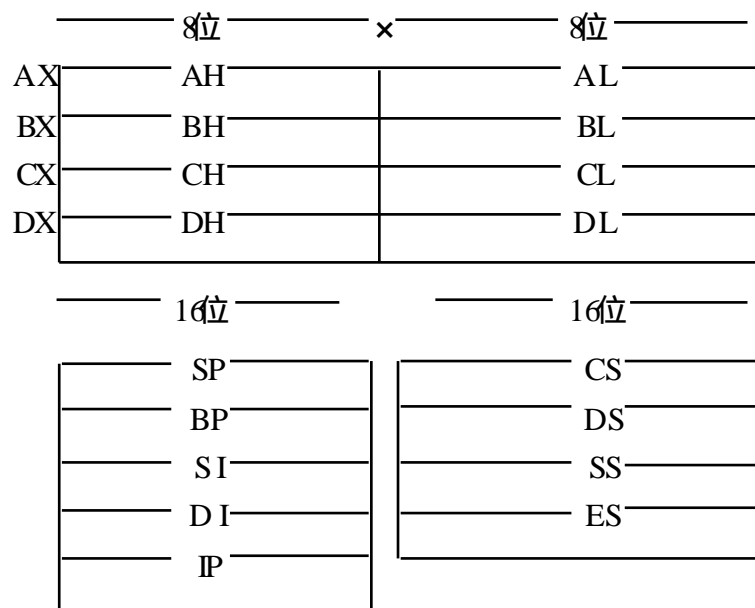 8位 × 8位
AX AH AL
BX BH BL
CX CH CL
DX DH DL
16位 16位
SP CS
BP DS
SI SS
DI ES
IP